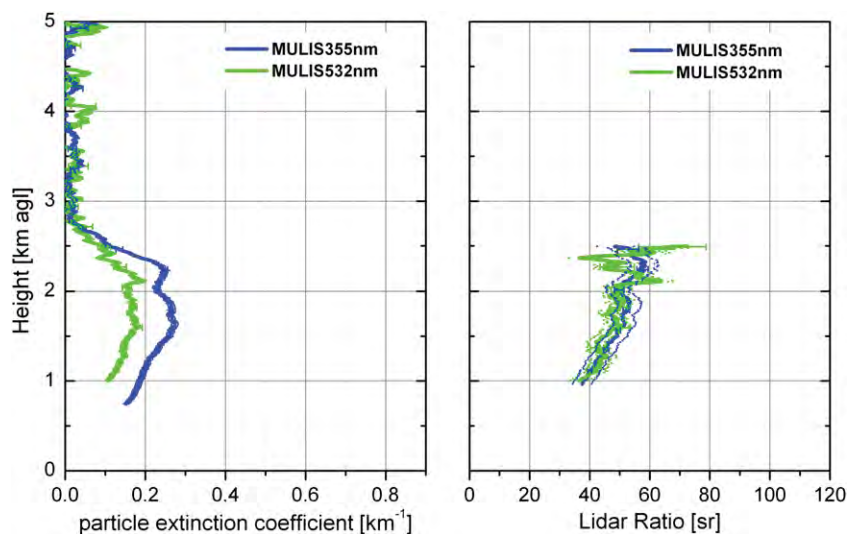 MULIS355nm
MULIS532nm
5
4
3
2
1
0
Height [km agl]
0.0 0.2 0.4 0.6 0.8
particle extinction coefficient [km⁻¹]
MULIS355nm
MULIS532nm
0 20 40 60 80 100 120
Lidar Ratio [sr]